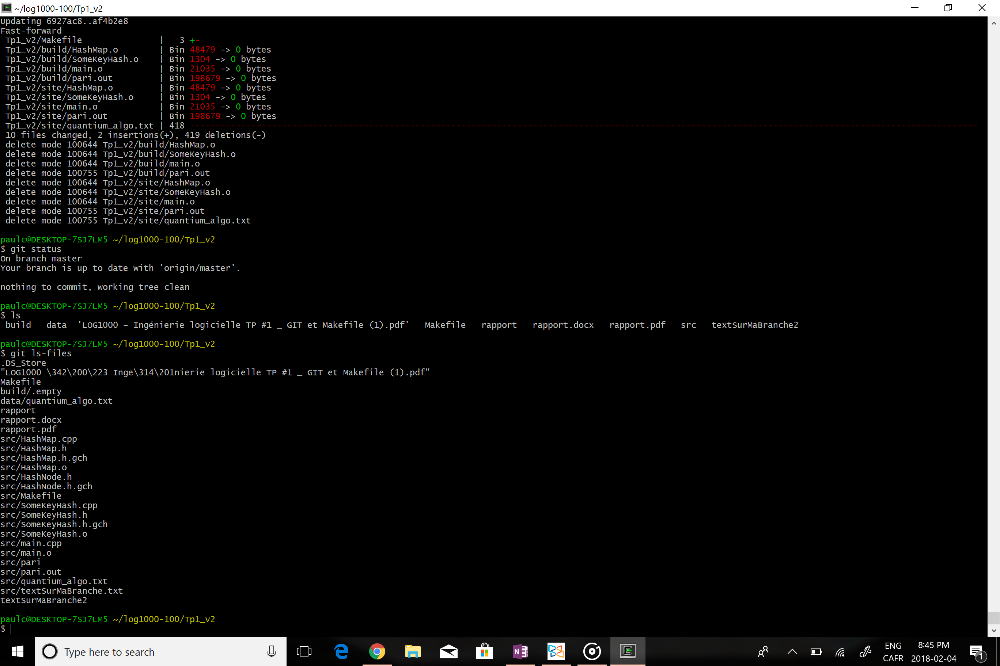 ~/log1000-100/Tp1_v2
Updating 6927ac8..af4b2e8
Fast-forward
 Tp1_v2/Makefile               |   3 +-
 Tp1_v2/build/HashMap.o        | Bin 48479 -> 0 bytes
 Tp1_v2/build/SomeKeyHash.o    | Bin 1304 -> 0 bytes
 Tp1_v2/build/main.o           | Bin 21035 -> 0 bytes
 Tp1_v2/build/pari.out         | Bin 198679 -> 0 bytes
 Tp1_v2/site/HashMap.o         | Bin 48479 -> 0 bytes
 Tp1_v2/site/SomeKeyHash.o     | Bin 1304 -> 0 bytes
 Tp1_v2/site/main.o            | Bin 21035 -> 0 bytes
 Tp1_v2/site/pari.out          | Bin 198679 -> 0 bytes
 Tp1_v2/site/quantium_algo.txt | 418 ----------------------------------------------------------------------------------------------------------------------------------------------------------
 10 files changed, 2 insertions(+), 419 deletions(-)
 delete mode 100644 Tp1_v2/build/HashMap.o
 delete mode 100644 Tp1_v2/build/SomeKeyHash.o
 delete mode 100644 Tp1_v2/build/main.o
 delete mode 100755 Tp1_v2/build/pari.out
 delete mode 100644 Tp1_v2/site/HashMap.o
 delete mode 100644 Tp1_v2/site/SomeKeyHash.o
 delete mode 100644 Tp1_v2/site/main.o
 delete mode 100755 Tp1_v2/site/pari.out
 delete mode 100755 Tp1_v2/site/quantium_algo.txt
paulc@DESKTOP-7SJ7LM5 ~/log1000-100/Tp1_v2
$ git status
On branch master
Your branch is up to date with 'origin/master'.
nothing to commit, working tree clean
paulc@DESKTOP-7SJ7LM5 ~/log1000-100/Tp1_v2
$ ls
 build   data  'LOG1000 – Ingénierie logicielle TP #1 _ GIT et Makefile (1).pdf'   Makefile   rapport   rapport.docx   rapport.pdf   src   textSurMaBranche2
paulc@DESKTOP-7SJ7LM5 ~/log1000-100/Tp1_v2
$ git ls-files
.DS_Store
"LOG1000 \342\200\223 Inge\314\201nierie logicielle TP #1 _ GIT et Makefile (1).pdf"
Makefile
build/.empty
data/quantium_algo.txt
rapport
rapport.docx
rapport.pdf
src/HashMap.cpp
src/HashMap.h
src/HashMap.h.gch
src/HashMap.o
src/HashNode.h
src/HashNode.h.gch
src/Makefile
src/SomeKeyHash.cpp
src/SomeKeyHash.h
src/SomeKeyHash.h.gch
src/SomeKeyHash.o
src/main.cpp
src/main.o
src/pari
src/pari.out
src/quantium_algo.txt
src/textSurMaBranche.txt
textSurMaBranche2
paulc@DESKTOP-7SJ7LM5 ~/log1000-100/Tp1_v2
$
Type here to search
ENG
CAFR
8:45 PM
2018-02-04
1